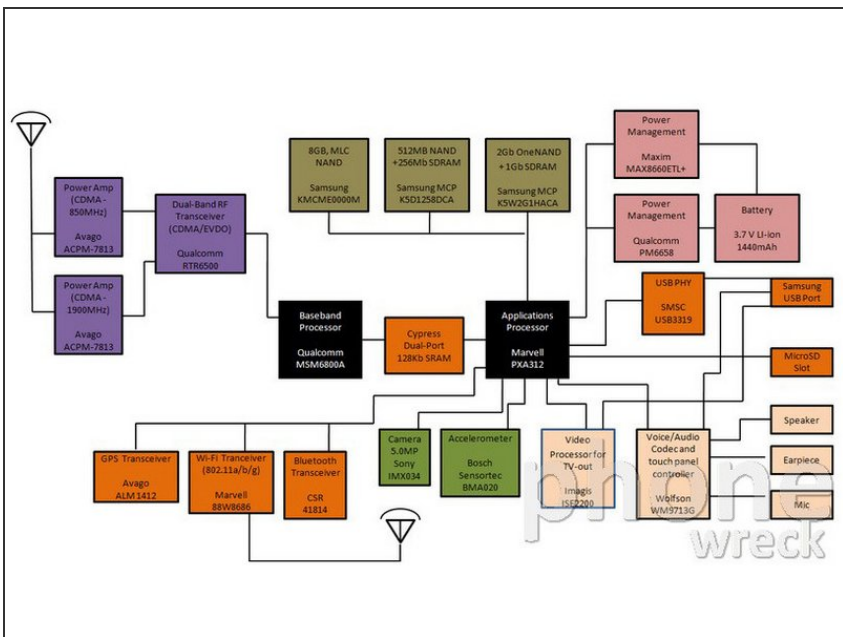 Power Amp
(CDMA -
850MHz)
Avago
ACPM-7813
Power Amp
(CDMA -
1900MHz)
Avago
ACPM-7813
Dual-Band RF
Transceiver
(CDMA/EVDO)
Qualcomm
RTR6500
8GB, MLC
NAND
Samsung
KMCME0000M
512MB NAND
+256Mb SDRAM
Samsung MCP
K5D1258DCA
2Gb OneNAND
+ 1Gb SDRAM
Samsung MCP
K5W2G1HACA
Power
Management
Maxim
MAX8660ETL+
Power
Management
Qualcomm
PM6658
Battery
3.7 V LI-ion
1440mAh
Baseband
Processor
Qualcomm
MSM6800A
Cypress
Dual-Port
128Kb SRAM
Applications
Processor
Marvell
PXA312
USB PHY
SMSC
USB3319
Samsung
USB Port
MicroSD
Slot
GPS Tranceiver
Avago
ALM1412
Wi-Fi Tranceiver
(802.11a/b/g)
Marvell
88W8686
Bluetooth
Tranceiver
CSR
41814
Camera
5.0MP
Sony
IMX034
Accelerometer
Bosch
Sensortec
BMA020
Video
Processor for
TV-out
Imagis
ISE2200
Voice/Audio
Codec and
touch panel
controller
Wolfson
WM9713G
Speaker
Earpiece
Mic
phone
wreck